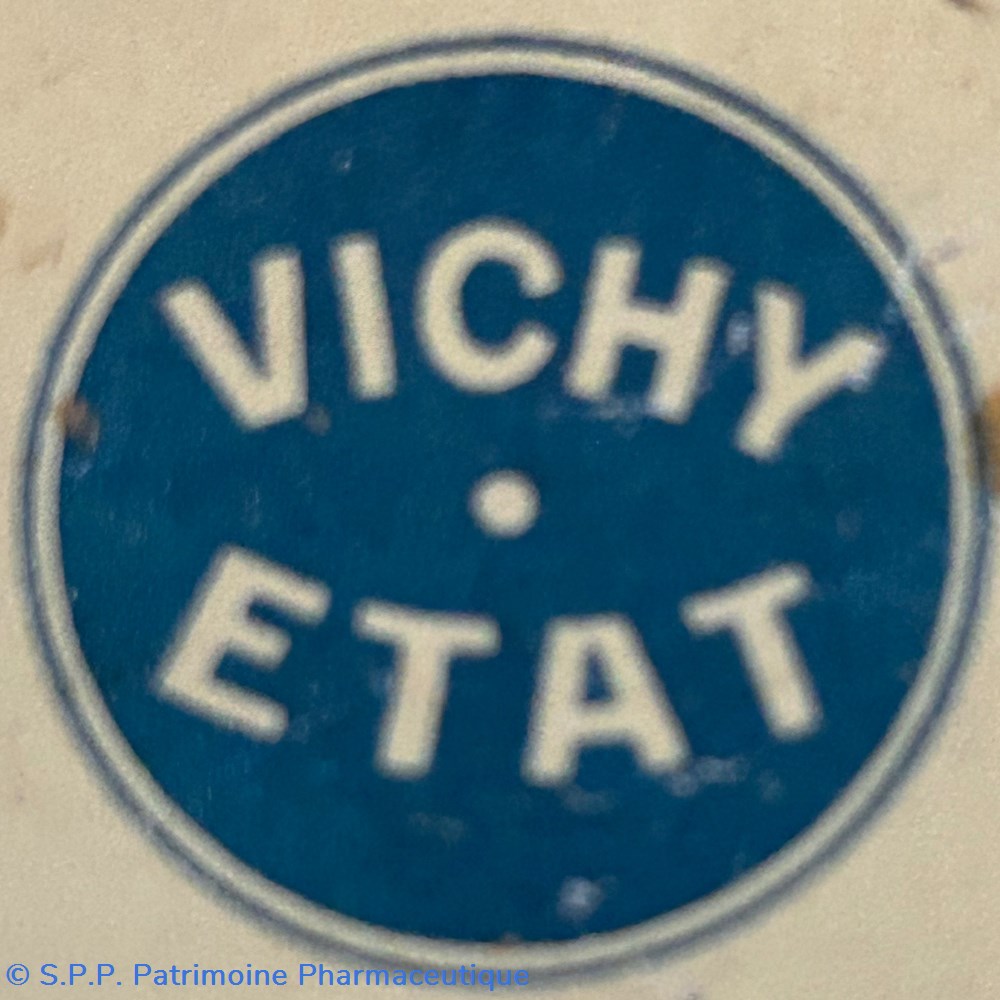 VICHY
•
ETAT
© S.P.P. Patrimoine Pharmaceutique